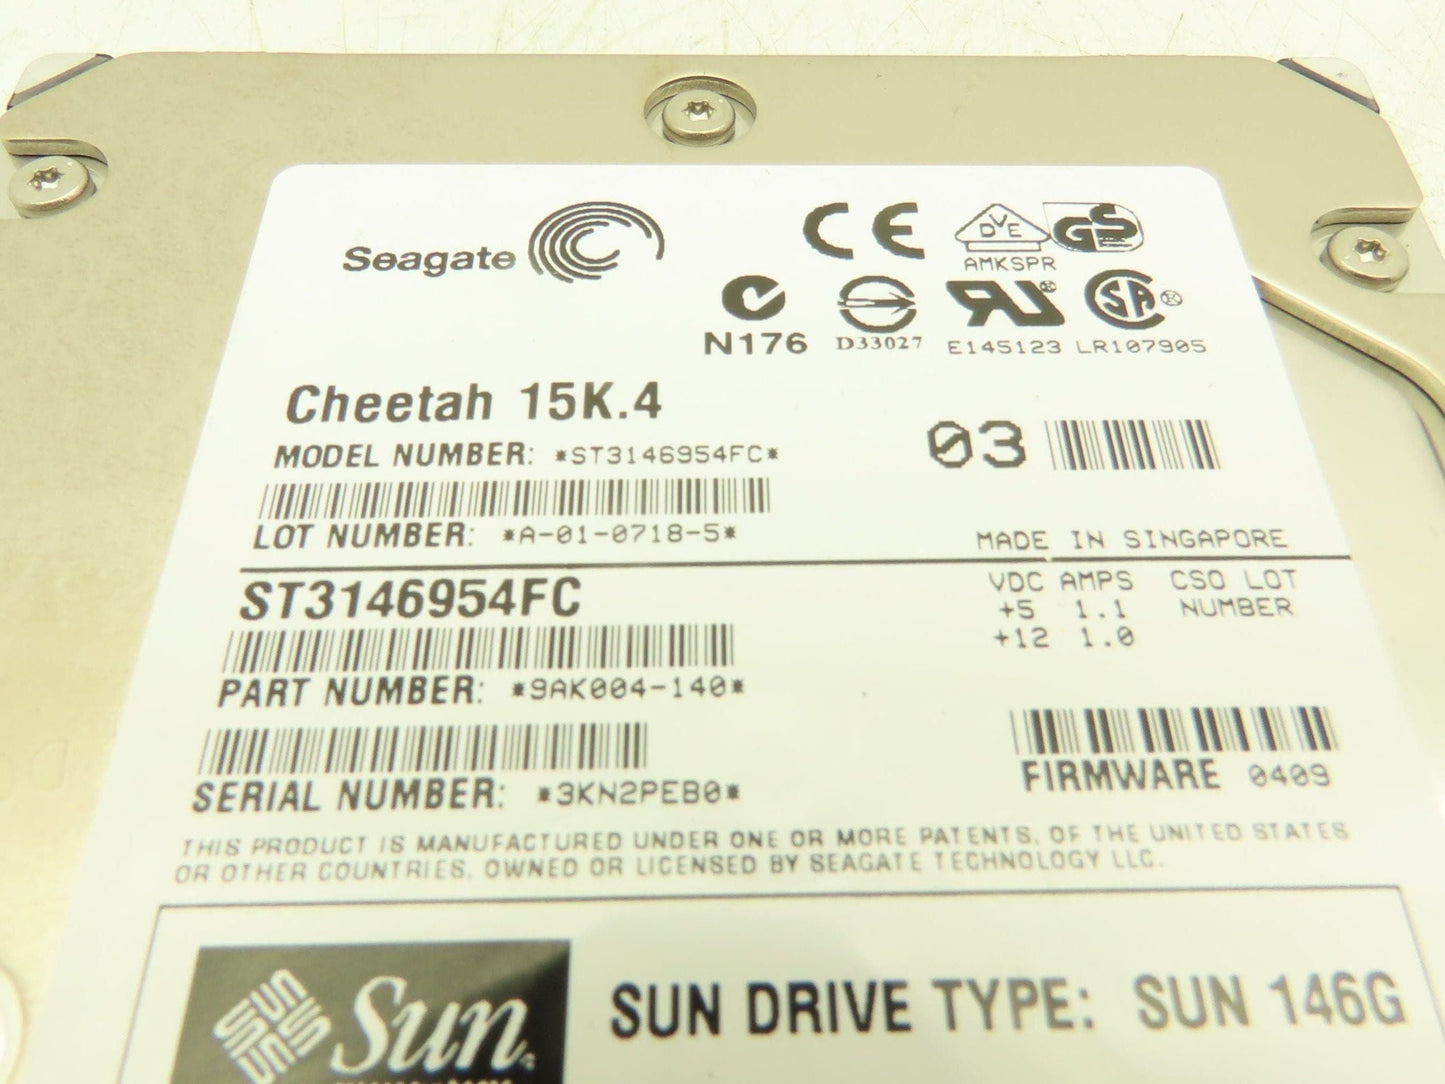 Seagate
CE
DVE
GS
AMKSPR
N176
D33027
E145123
LR107905
Cheetah 15K.4
MODEL NUMBER: *ST3146954FC*
03
LOT NUMBER: *A-01-0718-5*
MADE IN SINGAPORE
ST3146954FC
VDC AMPS
+5 1.1
+12 1.0
CSO LOT
NUMBER
PART NUMBER: *9AK004-140*
SERIAL NUMBER: *3KN2PEB0*
FIRMWARE 0409
THIS PRODUCT IS MANUFACTURED UNDER ONE OR MORE PATENTS, OF THE UNITED STATES
OR OTHER COUNTRIES, OWNED OR LICENSED BY SEAGATE TECHNOLOGY LLC.
Sun
SUN DRIVE TYPE: SUN 146G